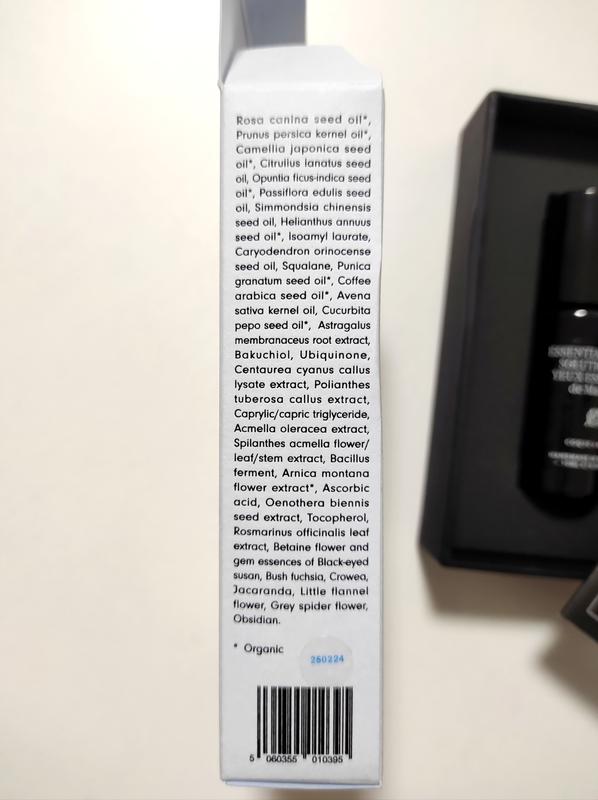 Rosa canina seed oil*,
Prunus persica kernel oil*,
Camellia japonica seed
oil*, Citrullus lanatus seed
oil, Opuntia ficus-indica seed
oil*, Passiflora edulis seed
oil, Simmondsia chinensis
seed oil, Helianthus annuus
seed oil*, Isoamyl laurate,
Caryodendron orinocense
seed oil, Squalane, Punica
granatum seed oil*, Coffee
arabica seed oil*, Avena
sativa kernel oil, Cucurbita
pepo seed oil*, Astragalus
membranaceus root extract,
Bakuchiol, Ubiquinone,
Centaurea cyanus callus
lysate extract, Polianthes
tuberosa callus extract,
Caprylic/capric triglyceride,
Acmella oleracea extract,
Spilanthes acmella flower/
leaf/stem extract, Bacillus
ferment, Arnica montana
flower extract*, Ascorbic
acid, Oenothera biennis
seed extract, Tocopherol,
Rosmarinus officinalis leaf
extract, Betaine flower and
gem essences of Black-eyed
susan, Bush fuchsia, Crowea,
Jacaranda, Little flannel
flower, Grey spider flower,
Obsidian.
* Organic
260224
5 060355 010395
ESSENTIA
YEUX